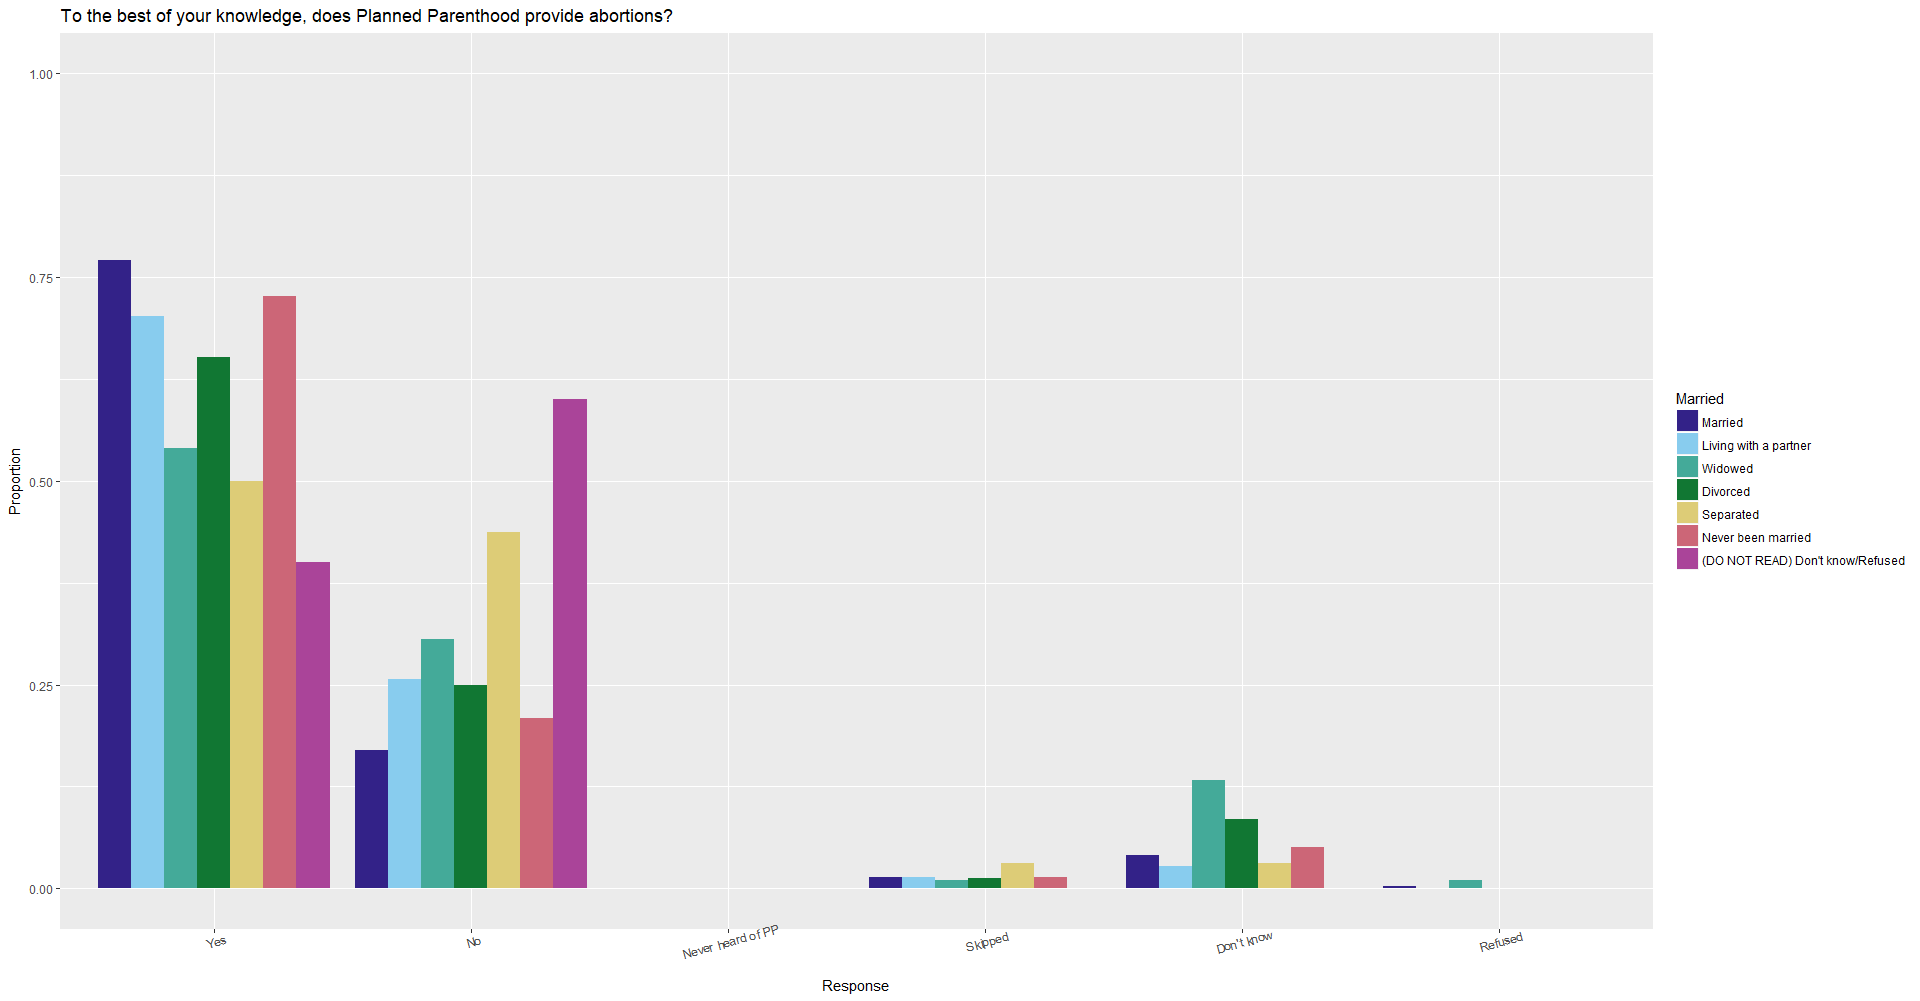 To the best of your knowledge, does Planned Parenthood provide abortions?
1.00
0.75
0.50
0.25
0.00
Proportion
Yes
No
Never heard of PP
Skipped
Don't know
Refused
Response
Married
Married
Living with a partner
Widowed
Divorced
Separated
Never been married
(DO NOT READ) Don't know/Refused